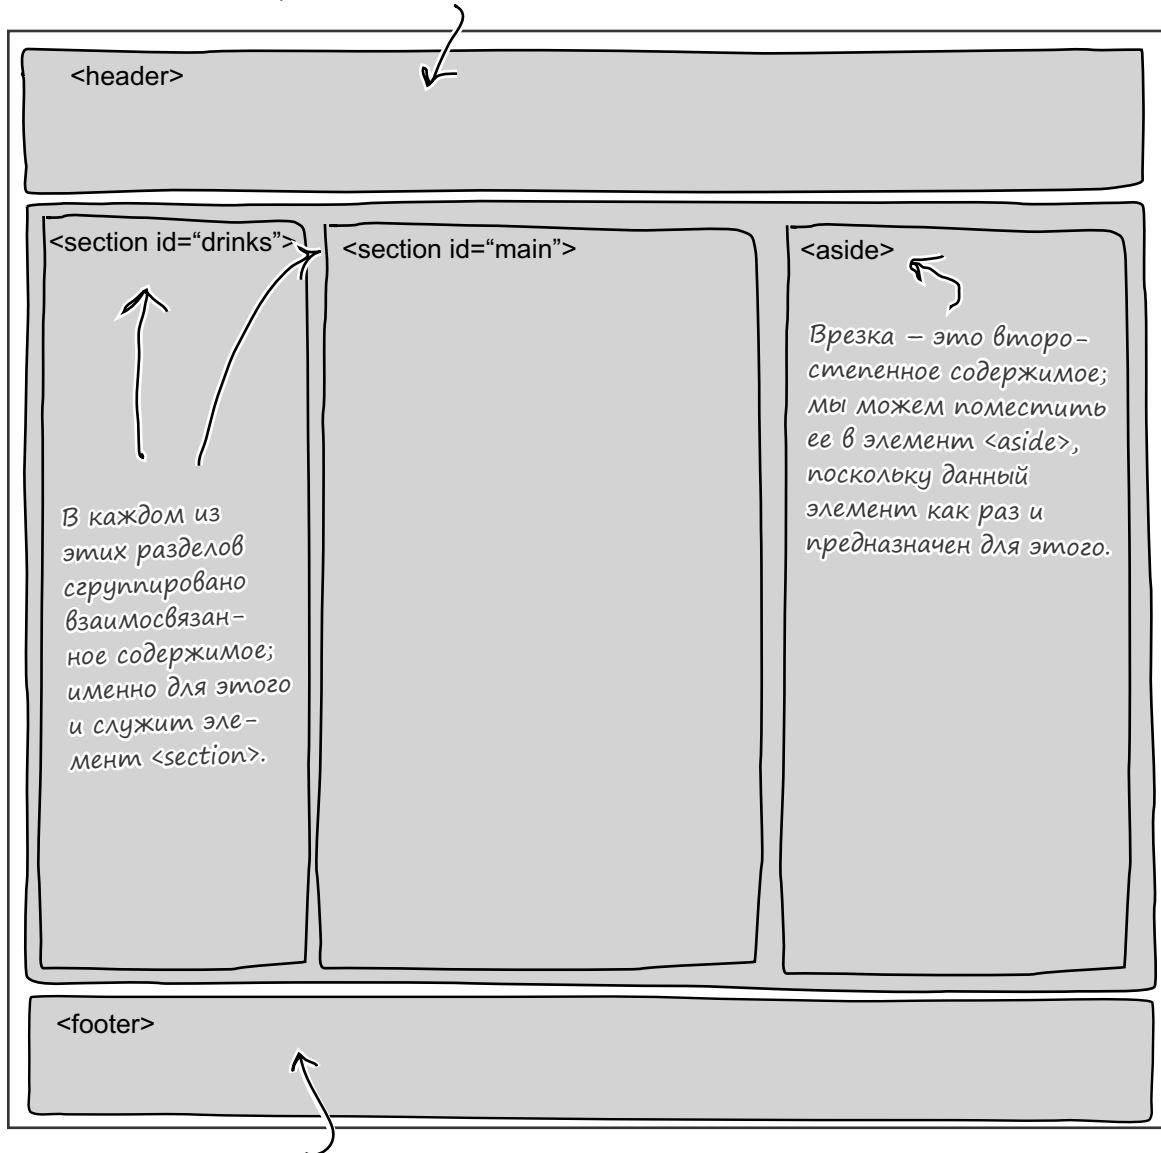 <header>
<section id=“drinks”>
<section id=“main”>
<aside>
Врезка – это второ-
степенное содержимое;
мы можем поместить
ее в элемент <aside>,
поскольку данный
элемент как раз и
предназначен для этого.
В каждом из
этих разделов
сгруппировано
взаимосвязан-
ное содержимое;
именно для этого
и служит эле-
мент <section>.
<footer>